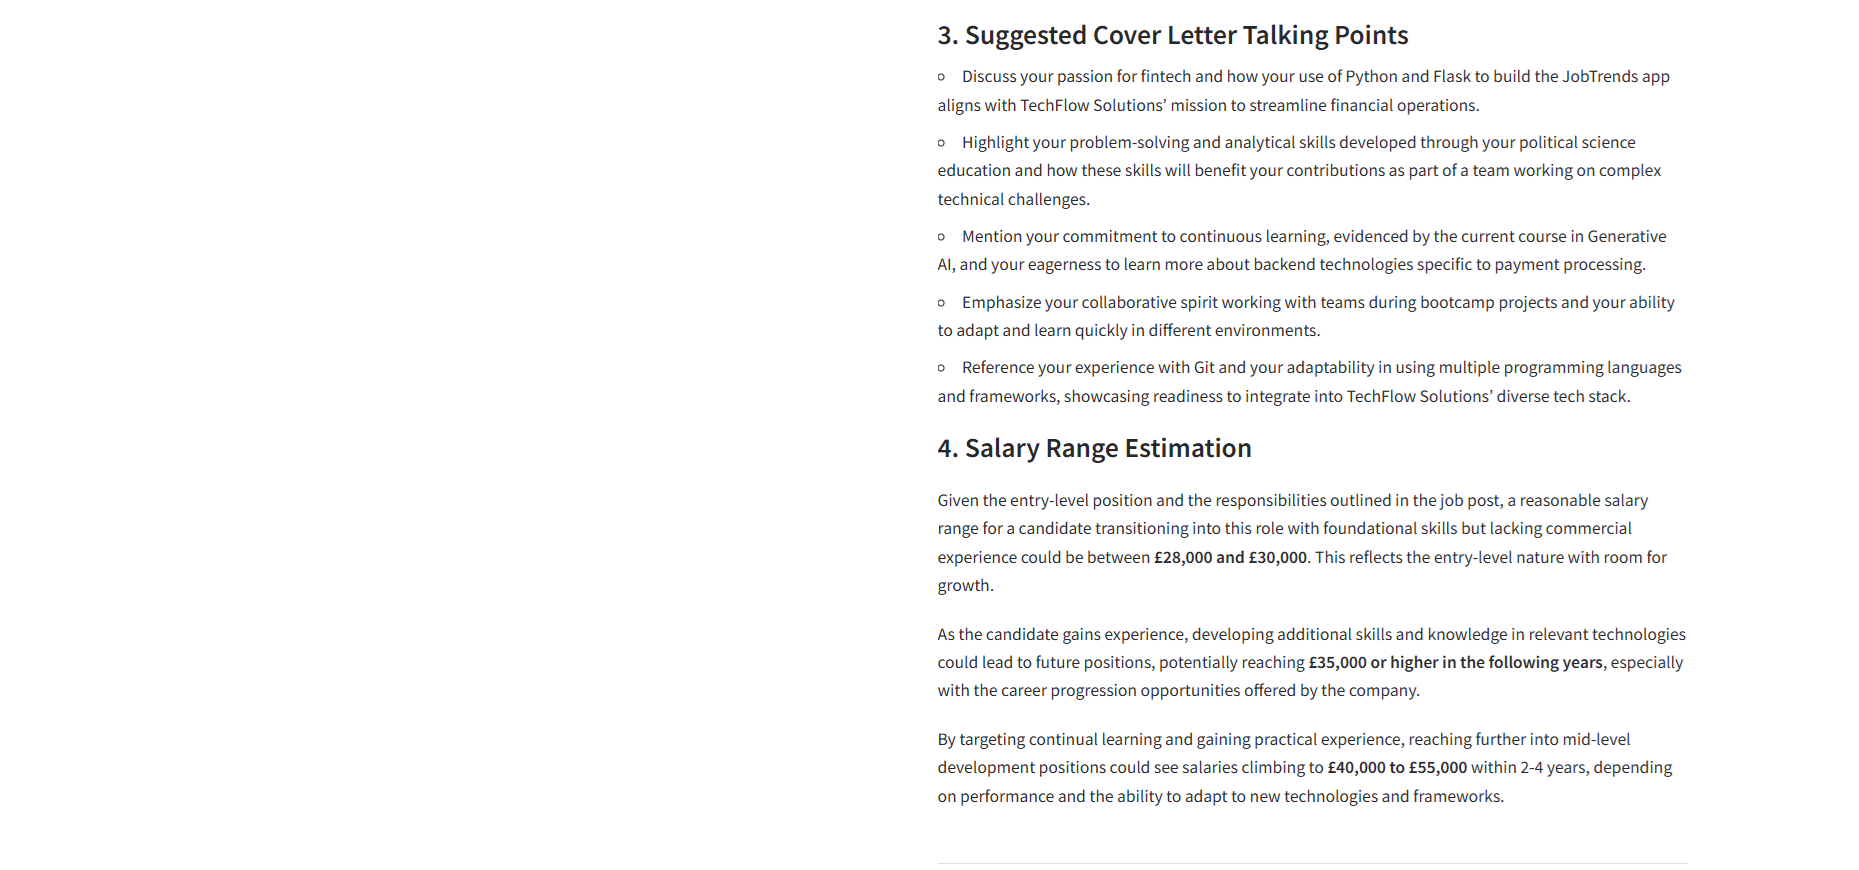 3. Suggested Cover Letter Talking Points
Discuss your passion for fintech and how your use of Python and Flask to build the JobTrends app
aligns with TechFlow Solutions’ mission to streamline financial operations.
Highlight your problem-solving and analytical skills developed through your political science
education and how these skills will benefit your contributions as part of a team working on complex
technical challenges.
Mention your commitment to continuous learning, evidenced by the current course in Generative
AI, and your eagerness to learn more about backend technologies specific to payment processing.
Emphasize your collaborative spirit working with teams during bootcamp projects and your ability
to adapt and learn quickly in different environments.
Reference your experience with Git and your adaptability in using multiple programming languages
and frameworks, showcasing readiness to integrate into TechFlow Solutions’ diverse tech stack.
4. Salary Range Estimation
Given the entry-level position and the responsibilities outlined in the job post, a reasonable salary
range for a candidate transitioning into this role with foundational skills but lacking commercial
experience could be between £28,000 and £30,000. This reflects the entry-level nature with room for
growth.
As the candidate gains experience, developing additional skills and knowledge in relevant technologies
could lead to future positions, potentially reaching £35,000 or higher in the following years, especially
with the career progression opportunities offered by the company.
By targeting continual learning and gaining practical experience, reaching further into mid-level
development positions could see salaries climbing to £40,000 to £55,000 within 2-4 years, depending
on performance and the ability to adapt to new technologies and frameworks.